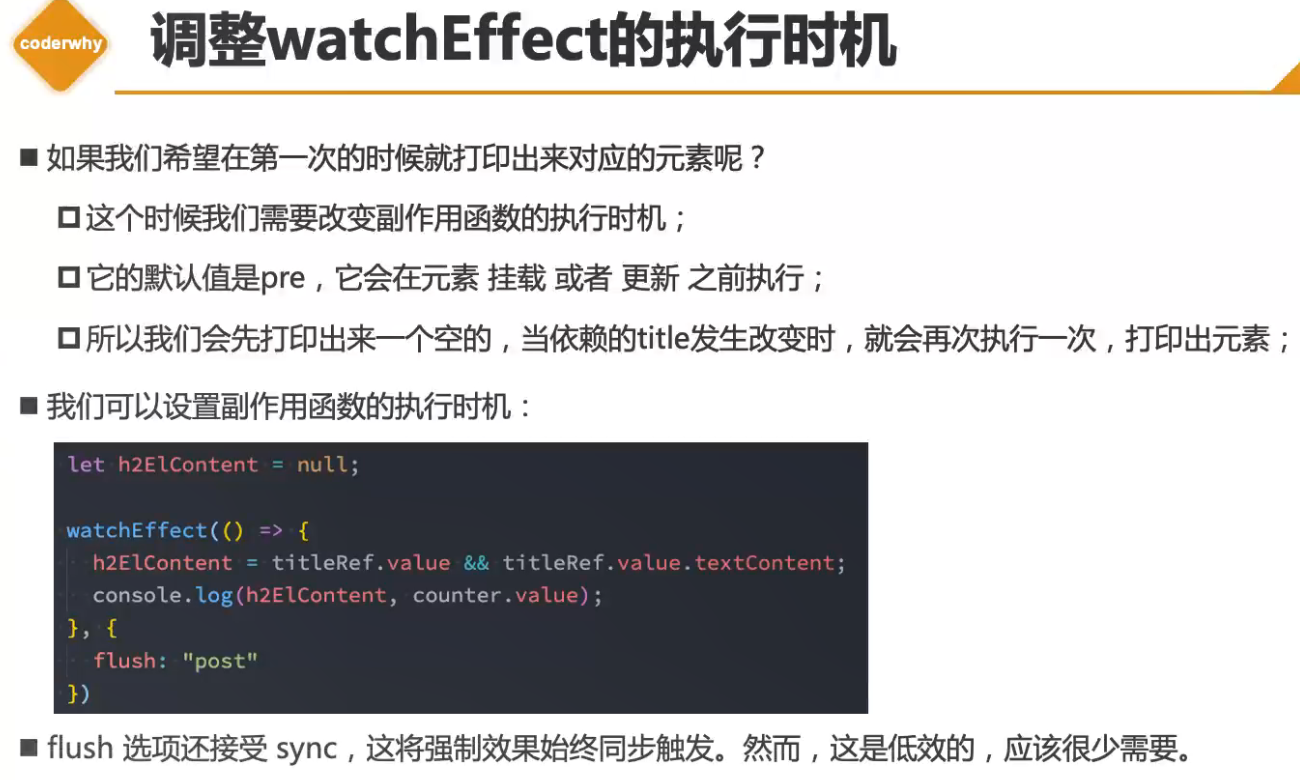 coderwhy
调整watchEffect的执行时机
如果我们希望在第一次的时候就打印出来对应的元素呢？
这个时候我们需要改变副作用函数的执行时机；
它的默认值是pre，它会在元素 挂载 或者 更新 之前执行；
所以我们会先打印出来一个空的，当依赖的title发生改变时，就会再次执行一次，打印出元素；
我们可以设置副作用函数的执行时机：
let h2ElContent = null;
watchEffect(() => {
h2ElContent = titleRef.value && titleRef.value.textContent;
console.log(h2ElContent, counter.value);
}, {
flush: "post"
})
flush 选项还接受 sync，这将强制效果始终同步触发。然而，这是低效的，应该很少需要。